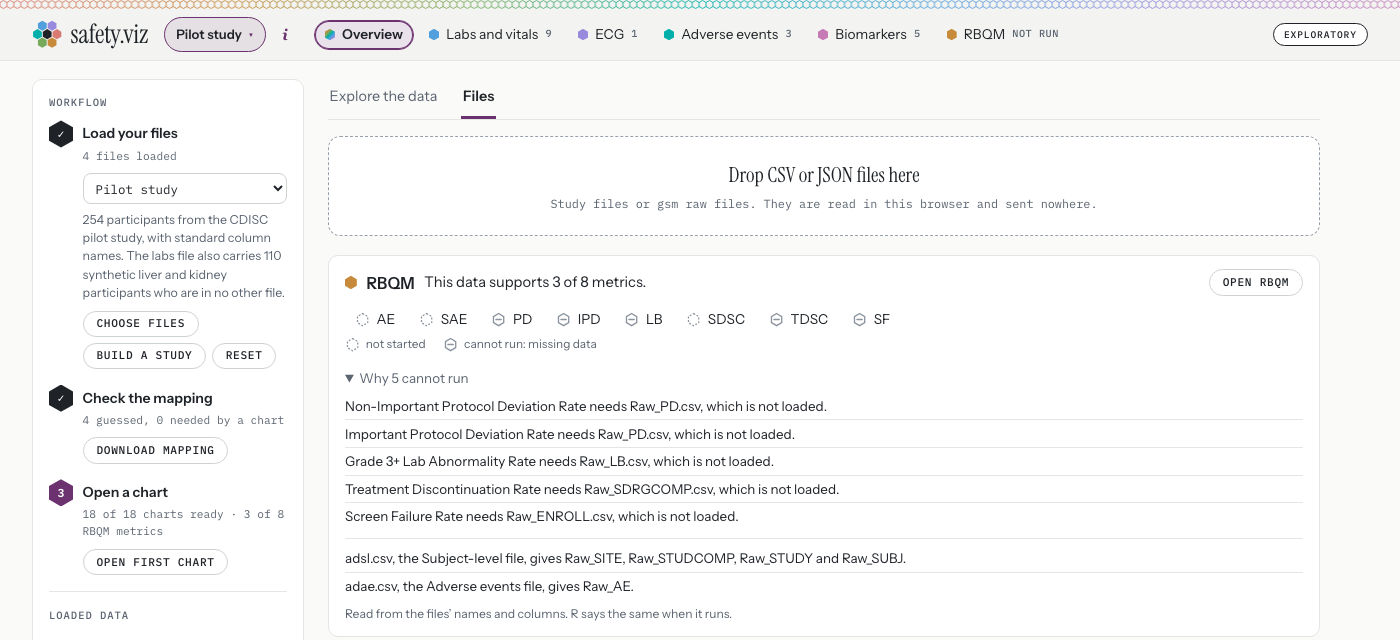 safety.viz
Pilot study
i
Overview
Labs and vitals 9
ECG 1
Adverse events 3
Biomarkers 5
RBQM NOT RUN
EXPLORATORY
WORKFLOW
✓ Load your files
4 files loaded
Pilot study
254 participants from the CDISC
pilot study, with standard column
names. The labs file also carries 110
synthetic liver and kidney
participants who are in no other file.
CHOOSE FILES
BUILD A STUDY
RESET
✓ Check the mapping
4 guessed, 0 needed by a chart
DOWNLOAD MAPPING
3 Open a chart
18 of 18 charts ready · 3 of 8
RBQM metrics
OPEN FIRST CHART
LOADED DATA
Explore the data
Files
Drop CSV or JSON files here
Study files or gsm raw files. They are read in this browser and sent nowhere.
RBQM This data supports 3 of 8 metrics.
OPEN RBQM
AE SAE PD IPD LB SDSC TDSC SF
not started cannot run: missing data
▼ Why 5 cannot run
Non-Important Protocol Deviation Rate needs Raw_PD.csv, which is not loaded.
Important Protocol Deviation Rate needs Raw_PD.csv, which is not loaded.
Grade 3+ Lab Abnormality Rate needs Raw_LB.csv, which is not loaded.
Treatment Discontinuation Rate needs Raw_SDRGCOMP.csv, which is not loaded.
Screen Failure Rate needs Raw_ENROLL.csv, which is not loaded.
adsl.csv, the Subject-level file, gives Raw_SITE, Raw_STUDCOMP, Raw_STUDY and Raw_SUBJ.
adae.csv, the Adverse events file, gives Raw_AE.
Read from the files’ names and columns. R says the same when it runs.